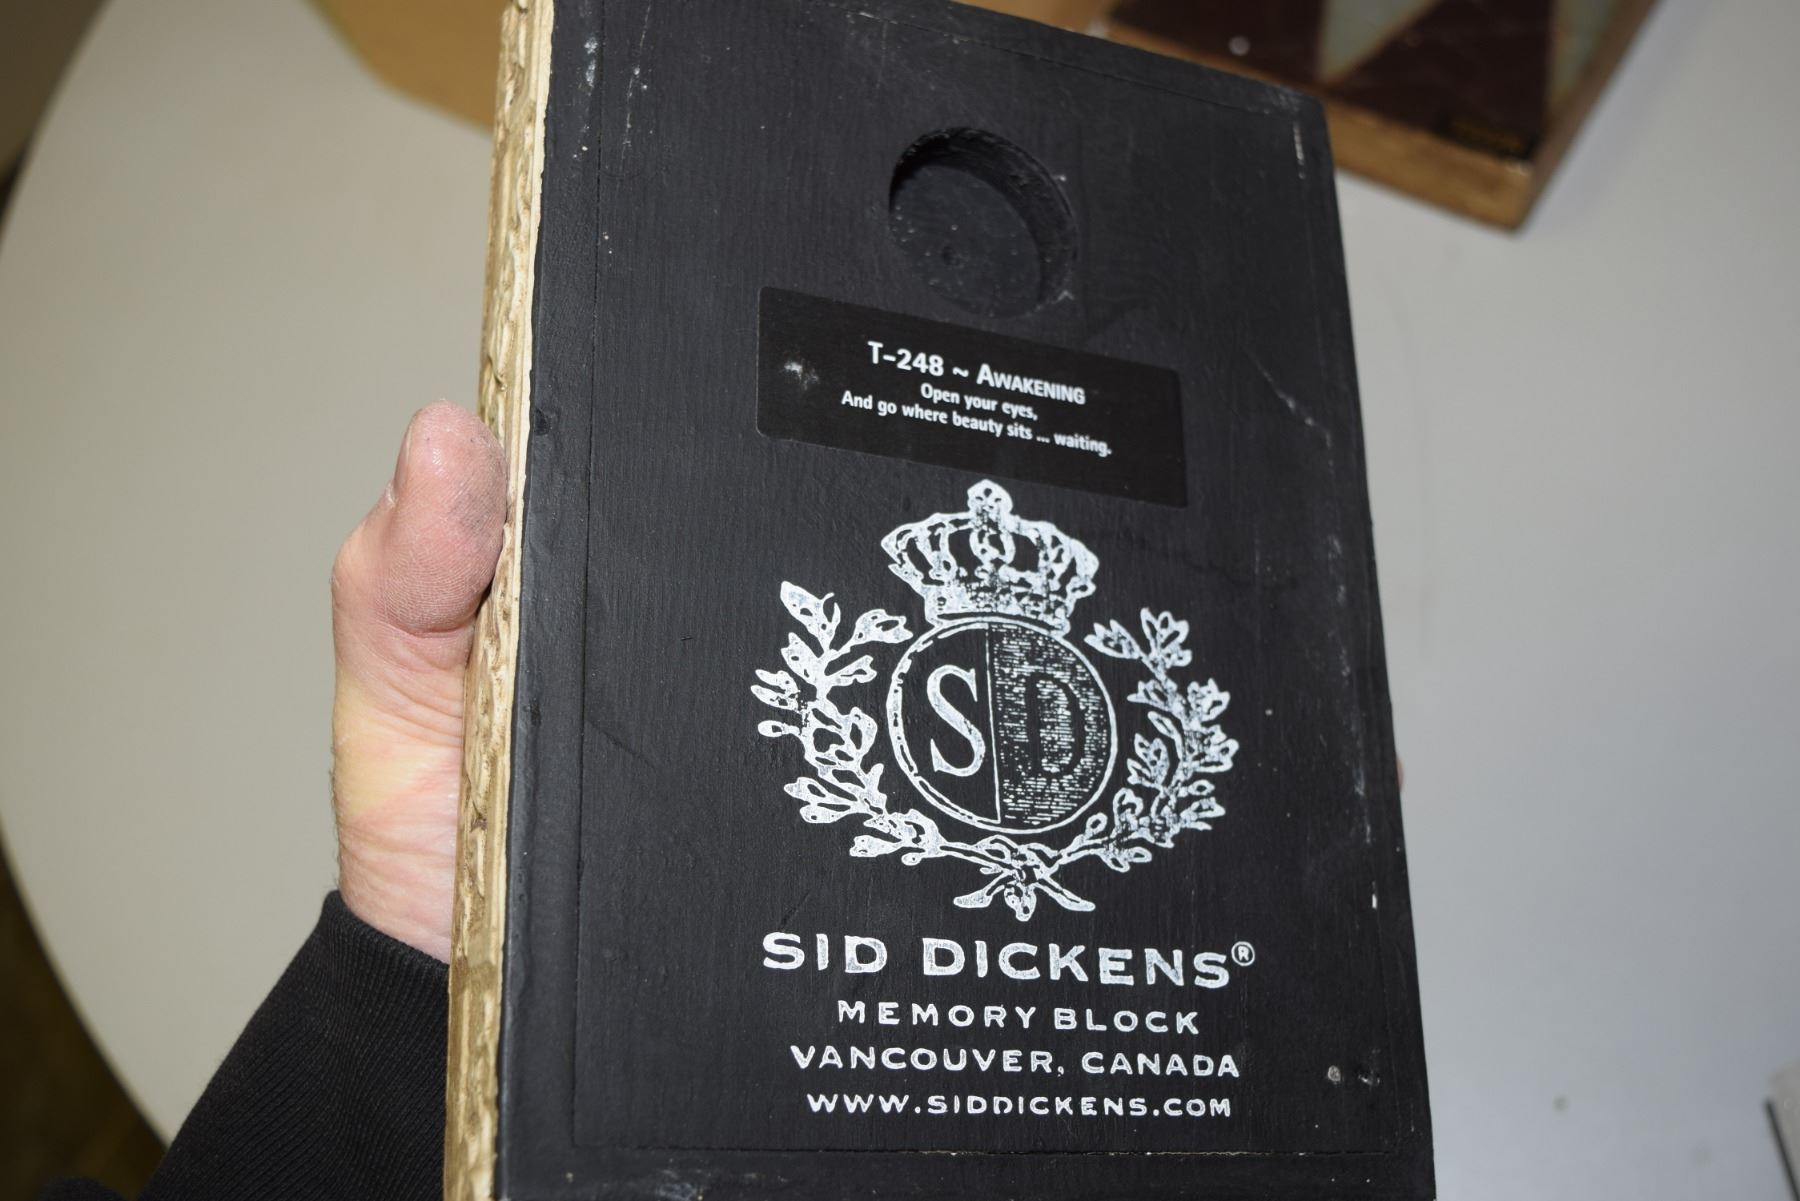 T-248 ~ AWAKENING
Open your eyes,
And go where beauty sits ... waiting.
SD
SID DICKENS®
MEMORY BLOCK
VANCOUVER, CANADA
WWW.SIDDICKENS.COM